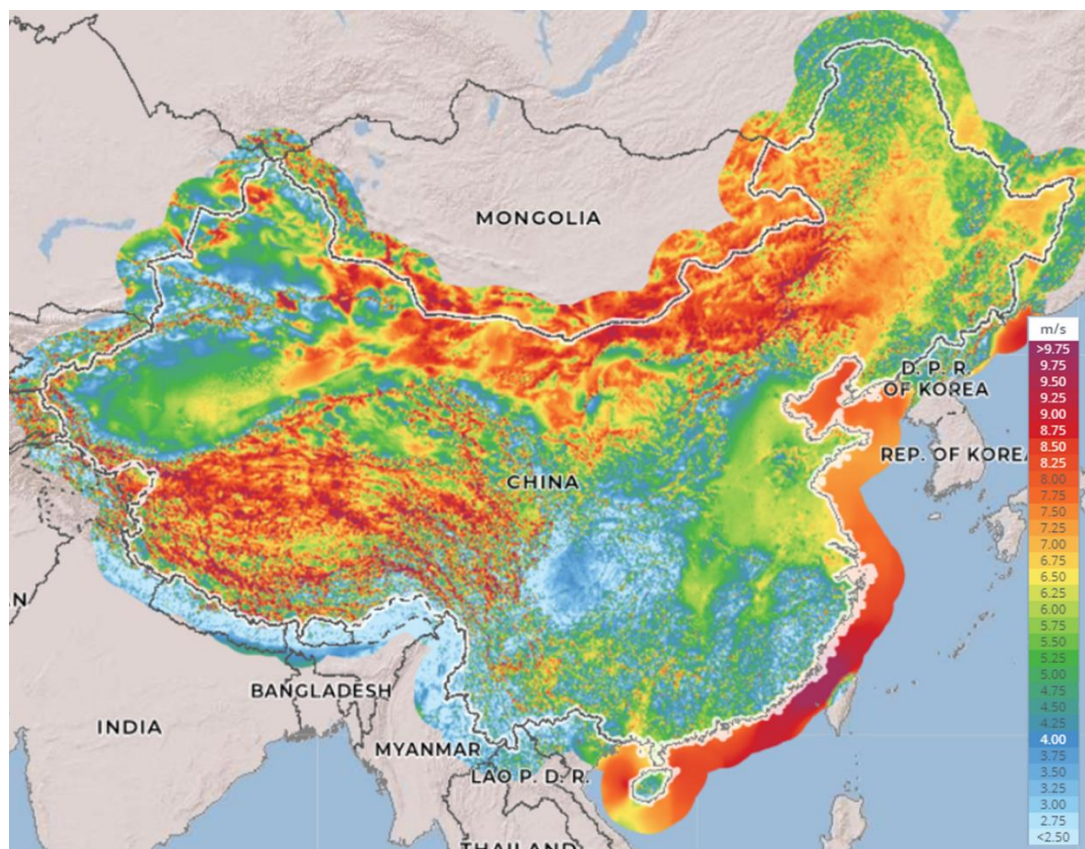 MONGOLIA
m/s
>9.75
9.75
9.50
9.25
9.00
8.75
8.50
8.25
8.00
7.75
7.50
7.25
7.00
6.75
6.50
6.25
6.00
5.75
5.50
5.25
5.00
4.75
4.50
4.25
4.00
3.75
3.50
3.25
3.00
2.75
<2.50
D. P. R.
OF KOREA
REP. OF KOREA
CHINA
AN
BANGLADESH
INDIA
MYANMAR
LAO P. D. R.
THAILAND